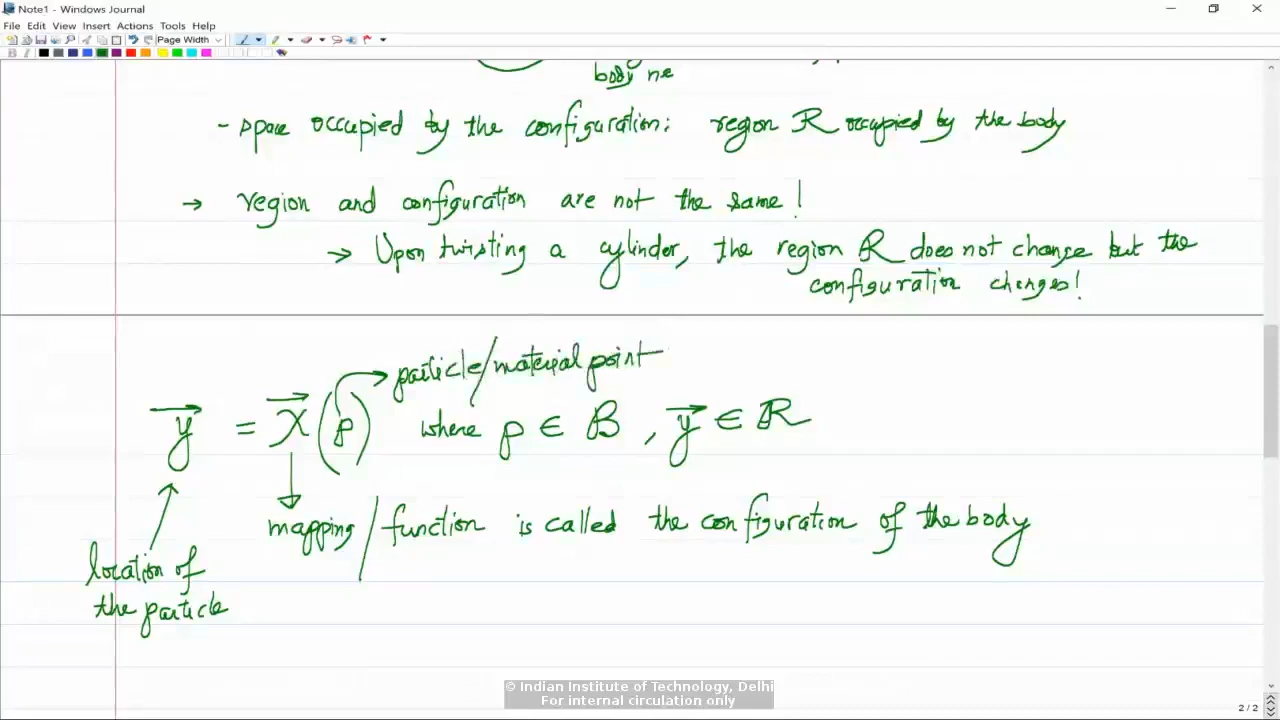 Note1 - Windows Journal
File Edit View Insert Actions Tools Help
Page Width
B I
body
- space occupied by the configuration: region R occupied by the body
→ region and configuration are not the same!
→ Upon twisting a cylinder, the region R does not change but the
configuration changes!
particle/material point
y⃗ = χ⃗(p) where p ∈ B, y⃗ ∈ R
mapping / function is called the configuration of the body
location of
the particle
© Indian Institute of Technology, Delhi
For internal circulation only
2 / 2